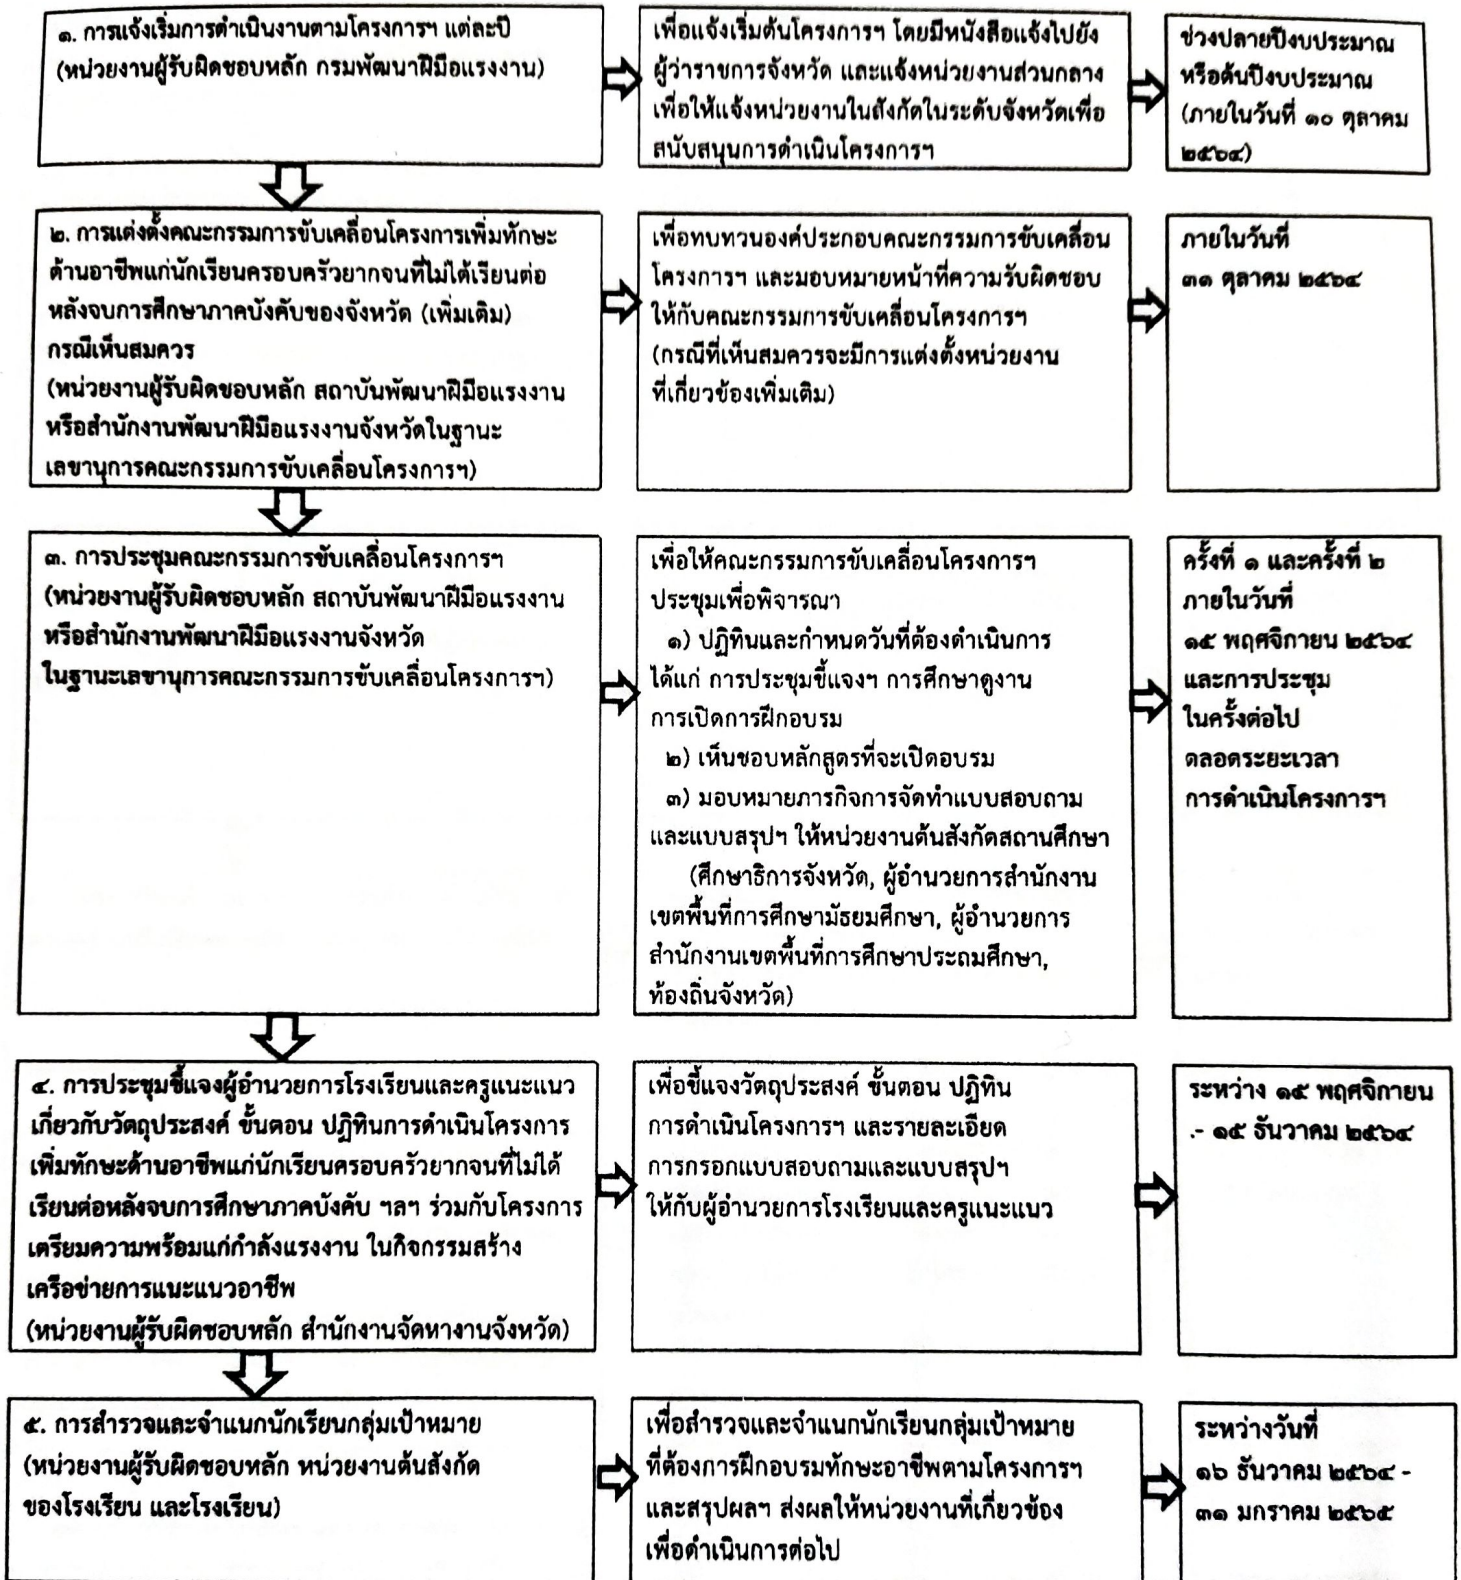 ๑. การแจ้งเริ่มการดำเนินงานตามโครงการฯ แต่ละปี
(หน่วยงานผู้รับผิดชอบหลัก กรมพัฒนาฝีมือแรงงาน)
เพื่อแจ้งเริ่มต้นโครงการฯ โดยมีหนังสือแจ้งไปยัง
ผู้ว่าราชการจังหวัด และแจ้งหน่วยงานส่วนกลาง
เพื่อให้แจ้งหน่วยงานในสังกัดในระดับจังหวัดเพื่อ
สนับสนุนการดำเนินโครงการฯ
ช่วงปลายปีงบประมาณ
หรือต้นปีงบประมาณ
(ภายในวันที่ ๑๐ ตุลาคม
๒๕๖๔)
๒. การแต่งตั้งคณะกรรมการขับเคลื่อนโครงการเพิ่มทักษะ
ด้านอาชีพแก่นักเรียนครอบครัวยากจนที่ไม่ได้เรียนต่อ
หลังจบการศึกษาภาคบังคับของจังหวัด (เพิ่มเติม)
กรณีเห็นสมควร
(หน่วยงานผู้รับผิดชอบหลัก สถาบันพัฒนาฝีมือแรงงาน
หรือสำนักงานพัฒนาฝีมือแรงงานจังหวัดในฐานะ
เลขานุการคณะกรรมการขับเคลื่อนโครงการฯ)
เพื่อทบทวนองค์ประกอบคณะกรรมการขับเคลื่อน
โครงการฯ และมอบหมายหน้าที่ความรับผิดชอบ
ให้กับคณะกรรมการขับเคลื่อนโครงการฯ
(กรณีที่เห็นสมควรจะมีการแต่งตั้งหน่วยงาน
ที่เกี่ยวข้องเพิ่มเติม)
ภายในวันที่
๓๑ ตุลาคม ๒๕๖๔
๓. การประชุมคณะกรรมการขับเคลื่อนโครงการฯ
(หน่วยงานผู้รับผิดชอบหลัก สถาบันพัฒนาฝีมือแรงงาน
หรือสำนักงานพัฒนาฝีมือแรงงานจังหวัด
ในฐานะเลขานุการคณะกรรมการขับเคลื่อนโครงการฯ)
เพื่อให้คณะกรรมการขับเคลื่อนโครงการฯ
ประชุมเพื่อพิจารณา
๑) ปฏิทินและกำหนดวันที่ต้องดำเนินการ
ได้แก่ การประชุมชี้แจงฯ การศึกษาดูงาน
การเปิดการฝึกอบรม
๒) เห็นชอบหลักสูตรที่จะเปิดอบรม
๓) มอบหมายภารกิจการจัดทำแบบสอบถาม
และแบบสรุปฯ ให้หน่วยงานต้นสังกัดสถานศึกษา
(ศึกษาธิการจังหวัด, ผู้อำนวยการสำนักงาน
เขตพื้นที่การศึกษามัธยมศึกษา, ผู้อำนวยการ
สำนักงานเขตพื้นที่การศึกษาประถมศึกษา,
ท้องถิ่นจังหวัด)
ครั้งที่ ๑ และครั้งที่ ๒
ภายในวันที่
๑๕ พฤศจิกายน ๒๕๖๔
และการประชุม
ในครั้งต่อไป
ตลอดระยะเวลา
การดำเนินโครงการฯ
๔. การประชุมชี้แจงผู้อำนวยการโรงเรียนและครูแนะแนว
เกี่ยวกับวัตถุประสงค์ ขั้นตอน ปฏิทินการดำเนินโครงการ
เพิ่มทักษะด้านอาชีพแก่นักเรียนครอบครัวยากจนที่ไม่ได้
เรียนต่อหลังจบการศึกษาภาคบังคับ ฯลฯ ร่วมกับโครงการ
เตรียมความพร้อมแก่กำลังแรงงาน ในกิจกรรมสร้าง
เครือข่ายการแนะแนวอาชีพ
(หน่วยงานผู้รับผิดชอบหลัก สำนักงานจัดหางานจังหวัด)
เพื่อชี้แจงวัตถุประสงค์ ขั้นตอน ปฏิทิน
การดำเนินโครงการฯ และรายละเอียด
การกรอกแบบสอบถามและแบบสรุปฯ
ให้กับผู้อำนวยการโรงเรียนและครูแนะแนว
ระหว่าง ๑๕ พฤศจิกายน
.- ๑๕ ธันวาคม ๒๕๖๔
๕. การสำรวจและจำแนกนักเรียนกลุ่มเป้าหมาย
(หน่วยงานผู้รับผิดชอบหลัก หน่วยงานต้นสังกัด
ของโรงเรียน และโรงเรียน)
เพื่อสำรวจและจำแนกนักเรียนกลุ่มเป้าหมาย
ที่ต้องการฝึกอบรมทักษะอาชีพตามโครงการฯ
และสรุปผลฯ ส่งผลให้หน่วยงานที่เกี่ยวข้อง
เพื่อดำเนินการต่อไป
ระหว่างวันที่
๑๖ ธันวาคม ๒๕๖๔ -
๓๑ มกราคม ๒๕๖๕